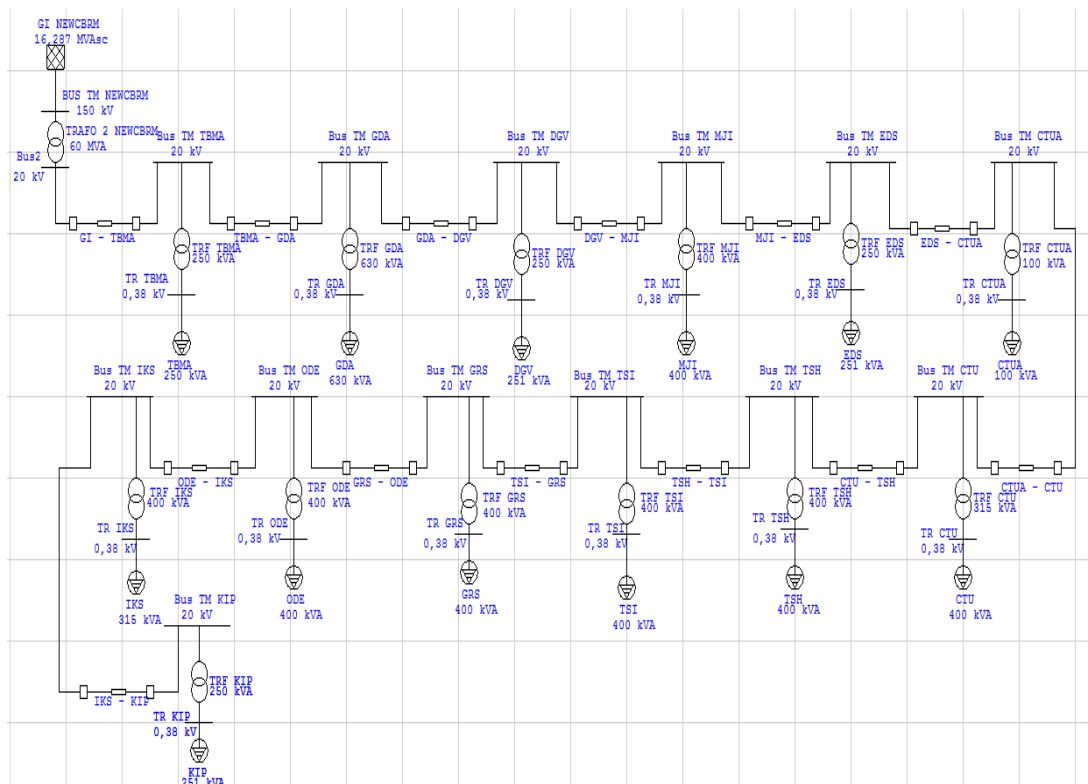 GI NEWCBRM
16,287 MVAsc
BUS TM NEWCBRM
150 kV
TRAFO 2 NEWCBRM
60 MVA
Bus2
20 kV
Bus TM TBMA
20 kV
Bus TM GDA
20 kV
Bus TM DGV
20 kV
Bus TM MJI
20 kV
Bus TM EDS
20 kV
Bus TM CTUA
20 kV
GI - TBMA
TBMA - GDA
GDA - DGV
DGV - MJI
MJI - EDS
EDS - CTUA
TRF TBMA
250 kVA
TRF GDA
630 kVA
TRF DGV
250 kVA
TRF MJI
400 kVA
TRF EDS
250 kVA
TRF CTUA
100 kVA
TR TBMA
0,38 kV
TR GDA
0,38 kV
TR DGV
0,38 kV
TR MJI
0,38 kV
TR EDS
0,38 kV
TR CTUA
0,38 kV
TBMA
250 kVA
GDA
630 kVA
DGV
251 kVA
MJI
400 kVA
EDS
251 kVA
CTUA
100 kVA
Bus TM IKS
20 kV
Bus TM ODE
20 kV
Bus TM GRS
20 kV
Bus TM TSI
20 kV
Bus TM TSH
20 kV
Bus TM CTU
20 kV
ODE - IKS
GRS - ODE
TSI - GRS
TSH - TSI
CTU - TSH
CTUA - CTU
TRF IKS
400 kVA
TRF ODE
400 kVA
TRF GRS
400 kVA
TRF TSI
400 kVA
TRF TSH
400 kVA
TRF CTU
315 kVA
TR IKS
0,38 kV
TR ODE
0,38 kV
TR GRS
0,38 kV
TR TSI
0,38 kV
TR TSH
0,38 kV
TR CTU
0,38 kV
IKS
315 kVA
ODE
400 kVA
GRS
400 kVA
TSI
400 kVA
TSH
400 kVA
CTU
400 kVA
Bus TM KIP
20 kV
IKS - KIP
TRF KIP
250 kVA
TR KIP
0,38 kV
KIP
251 kVA